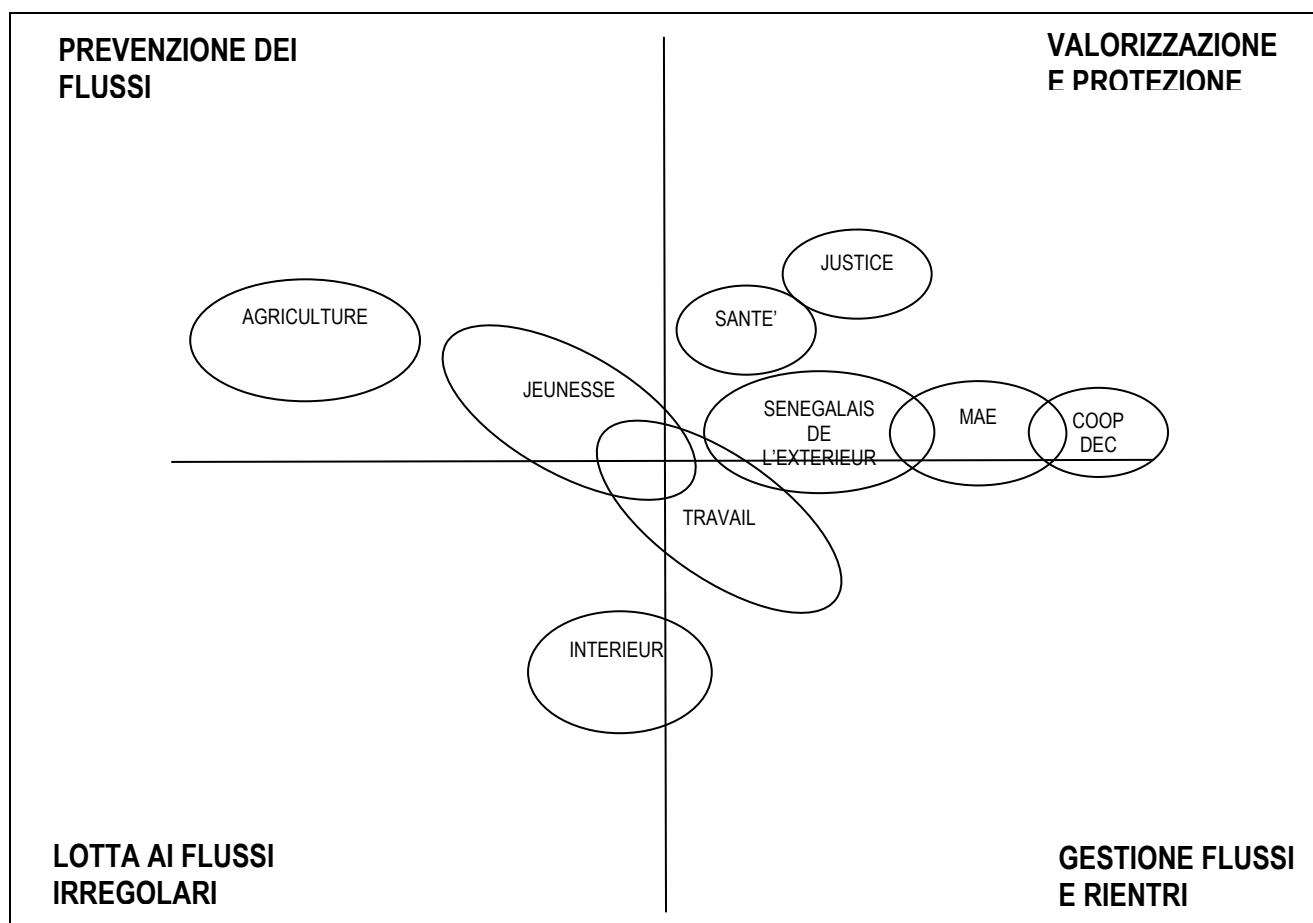 PREVENZIONE DEI
FLUSSI
VALORIZZAZIONE
E PROTEZIONE
JUSTICE
AGRICULTURE
SANTE’
JEUNESSE
SENEGALAIS
DE
L’EXTERIEUR
MAE
COOP
DEC
TRAVAIL
INTERIEUR
LOTTA AI FLUSSI
IRREGOLARI
GESTIONE FLUSSI
E RIENTRI